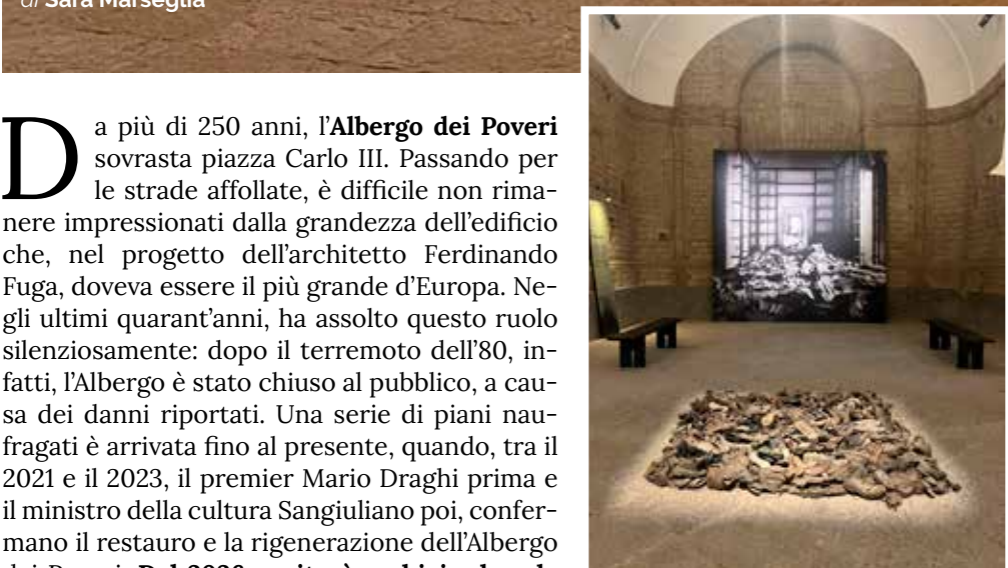 di Sara Marseglia
Da più di 250 anni, l'Albergo dei Poveri
sovrasta piazza Carlo III. Passando per
le strade affollate, è difficile non rima-
nere impressionati dalla grandezza dell'edificio
che, nel progetto dell'architetto Ferdinando
Fuga, doveva essere il più grande d'Europa. Ne-
gli ultimi quarant'anni, ha assolto questo ruolo
silenziosamente: dopo il terremoto dell'80, in-
fatti, l'Albergo è stato chiuso al pubblico, a cau-
sa dei danni riportati. Una serie di piani nau-
fragati è arrivata fino al presente, quando, tra il
2021 e il 2023, il premier Mario Draghi prima e
il ministro della cultura Sangiuliano poi, confer-
mano il restauro e la rigenerazione dell'Albergo